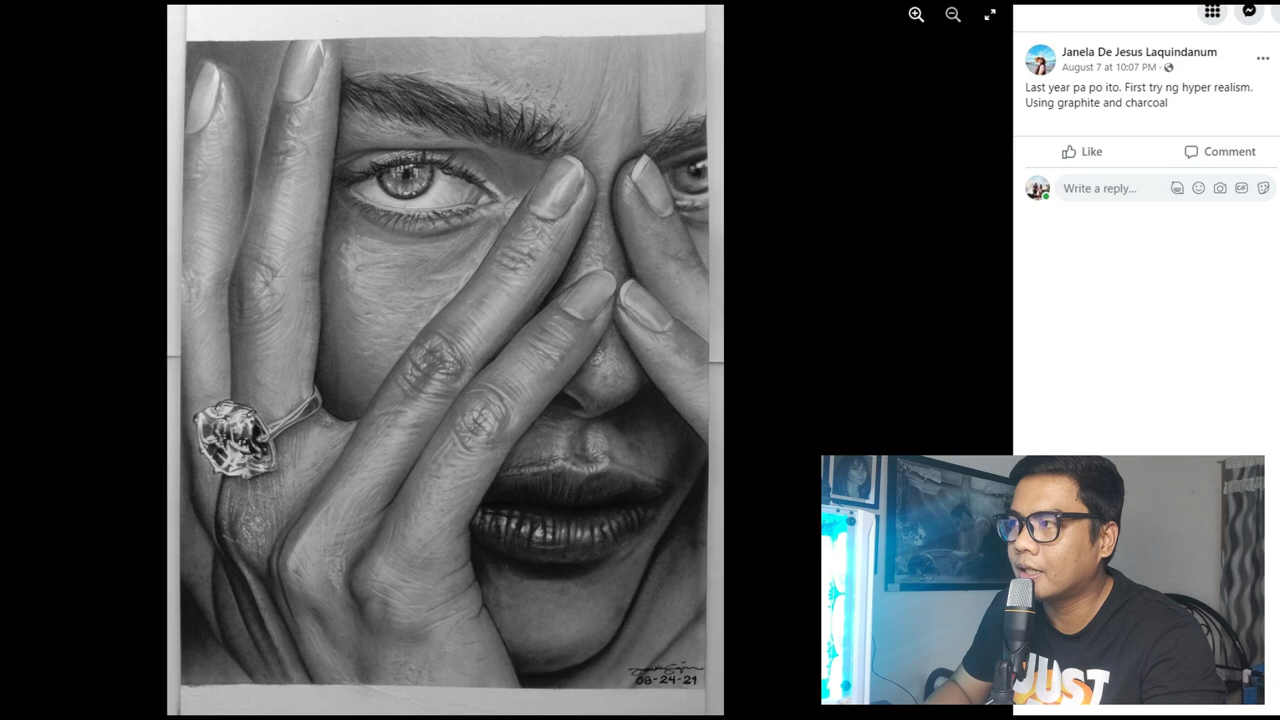 Janela De Jesus Laquindanum
August 7 at 10:07 PM ·
Last year pa po ito. First try ng hyper realism.
Using graphite and charcoal
Like
Comment
Write a reply...
08-24-21
JUST